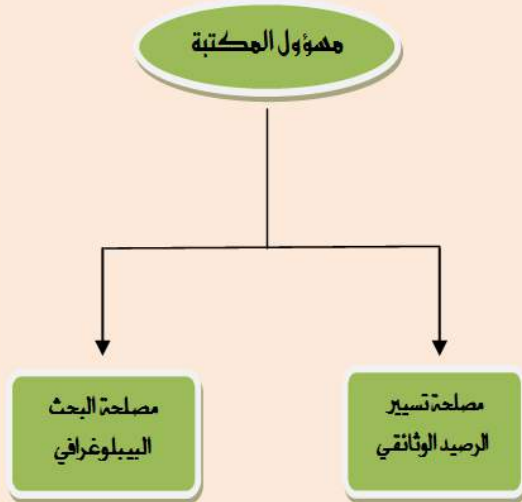 مسؤول المكتبة
مصلحة تسيير
الرصيد الوثائقي
مصلحة البحث
البيبلوغرافي